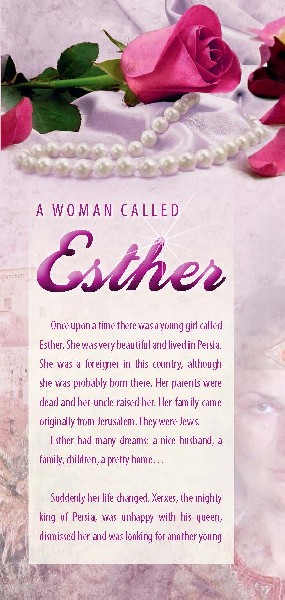 A WOMAN CALLED
Esther
Once upon a time there was a young girl called
Esther. She was very beautiful and lived in Persia.
She was a foreigner in this country, although
she was probably born there. Her parents were
dead and her uncle raised her. Her family came
originally from Jerusalem. They were Jews.
Esther had many dreams: a nice husband, a
family, children, a pretty home…
Suddenly her life changed. Xerxes, the mighty
king of Persia, was unhappy with his queen,
dismissed her and was looking for another young